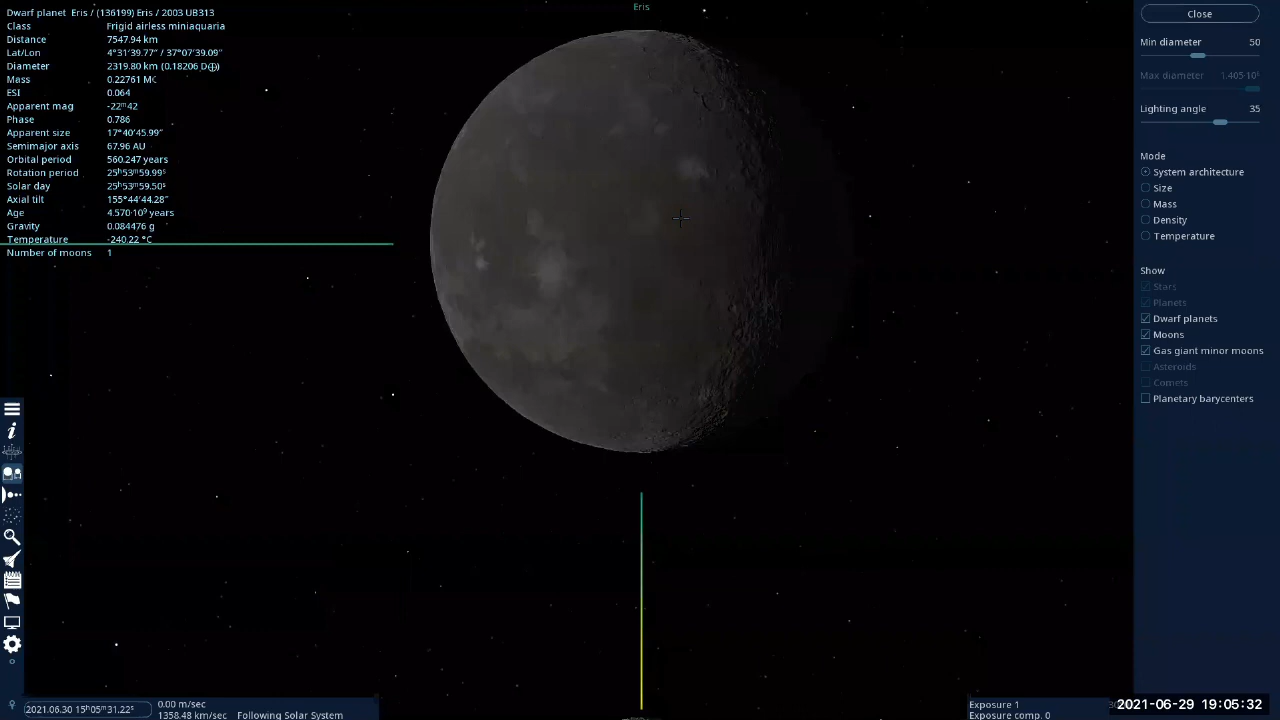 Dwarf planet Eris / (136199) Eris / 2003 UB313
Class Frigid airless miniaquaria
Distance 7547.94 km
Lat/Lon 4°31′39.77″ / 37°07′39.09″
Diameter 2319.80 km (0.18206 D⊕)
Mass 0.22761 M☾
ESI 0.064
Apparent mag -22ᵐ42
Phase 0.786
Apparent size 17°40′45.99″
Semimajor axis 67.96 AU
Orbital period 560.247 years
Rotation period 25ʰ53ᵐ59.99ˢ
Solar day 25ʰ53ᵐ59.50ˢ
Axial tilt 155°44′44.28″
Age 4.570·10⁹ years
Gravity 0.084476 g
Temperature -240.22 °C
Number of moons 1
Eris
Close
Min diameter 50
Max diameter
Lighting angle 35
Mode
System architecture
Size
Mass
Density
Temperature
Show
Stars
Planets
Dwarf planets
Moons
Gas giant minor moons
Asteroids
Comets
Planetary barycenters
2021.06.30 15ʰ05ᵐ31.22ˢ
0.00 m/sec
1358.48 km/sec Following Solar System
Exposure 1
Exposure comp. 0
2021-06-29 19:05:32